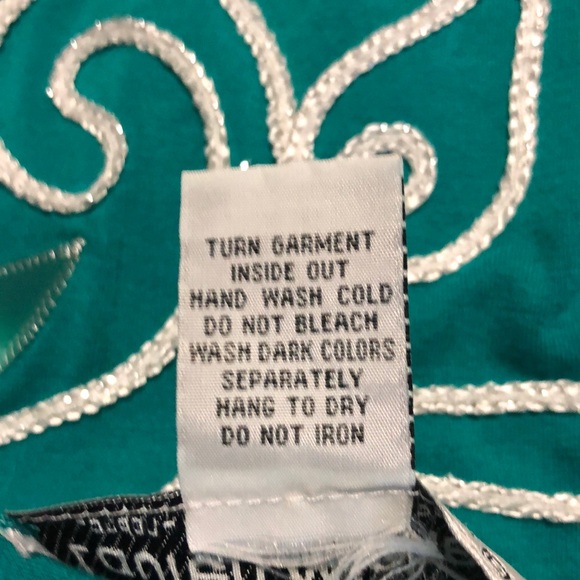 TURN GARMENT
INSIDE OUT
HAND WASH COLD
DO NOT BLEACH
WASH DARK COLORS
SEPARATELY
HANG TO DRY
DO NOT IRON